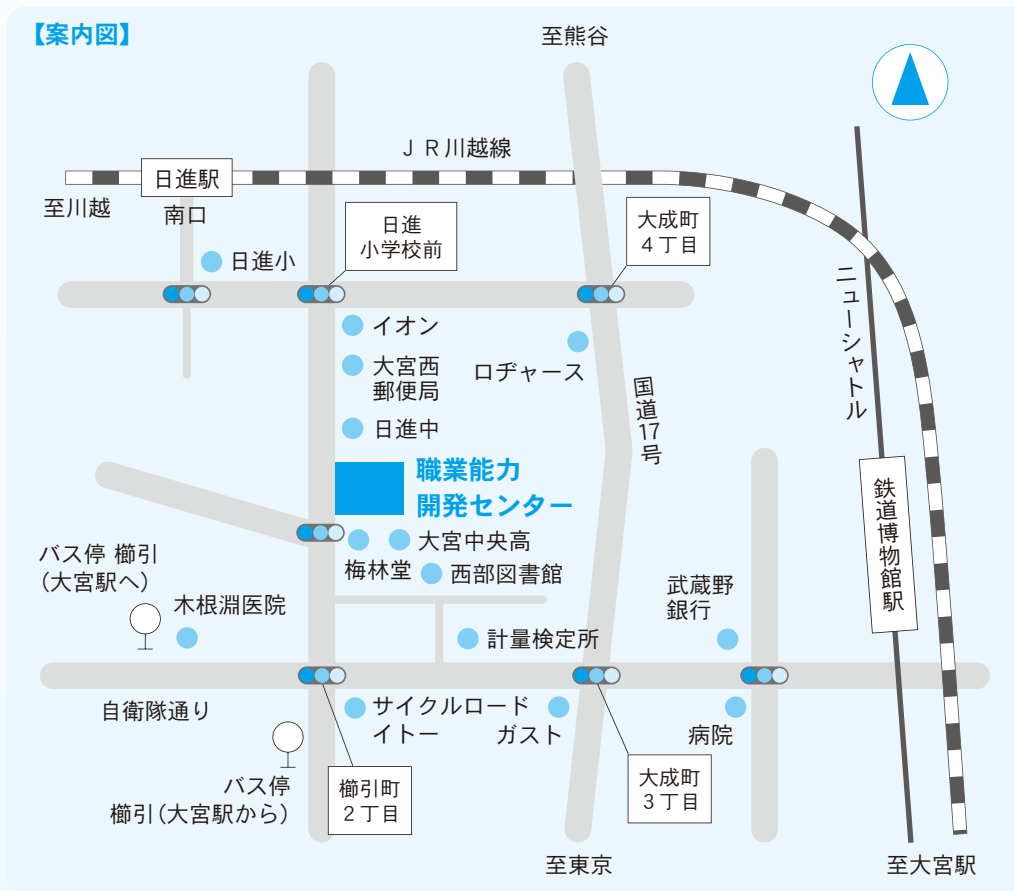 【案内図】
至熊谷
ＪＲ川越線
日進駅
至川越
南口
日進
小学校前
大成町
４丁目
日進小
ニューシャトル
イオン
大宮西
郵便局
ロヂャース
国道17号
日進中
職業能力
開発センター
鉄道博物館駅
大宮中央高
梅林堂
西部図書館
バス停 櫛引
(大宮駅へ)
木根淵医院
武蔵野
銀行
計量検定所
自衛隊通り
サイクルロード
イトー
ガスト
病院
バス停
櫛引(大宮駅から)
櫛引町
２丁目
大成町
３丁目
至東京
至大宮駅